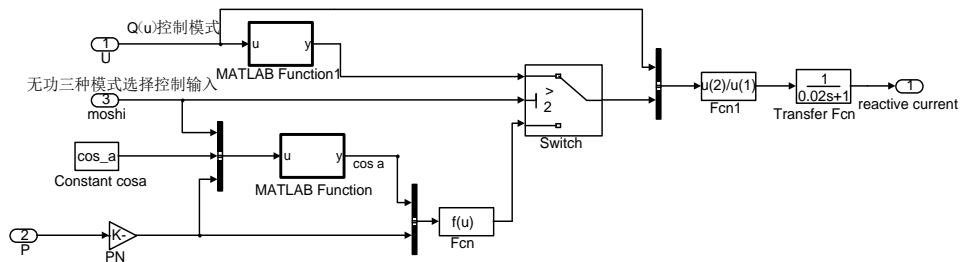 Q(u)控制模式
1
U
u y
MATLAB Function1
无功三种模式选择控制输入
3
moshi
>
2
Switch
u(2)/u(1)
Fcn1
1
0.02s+1
Transfer Fcn
1
reactive current
cos_a
Constant cosa
u y
MATLAB Function
cos a
f(u)
Fcn
2
P
K-
PN